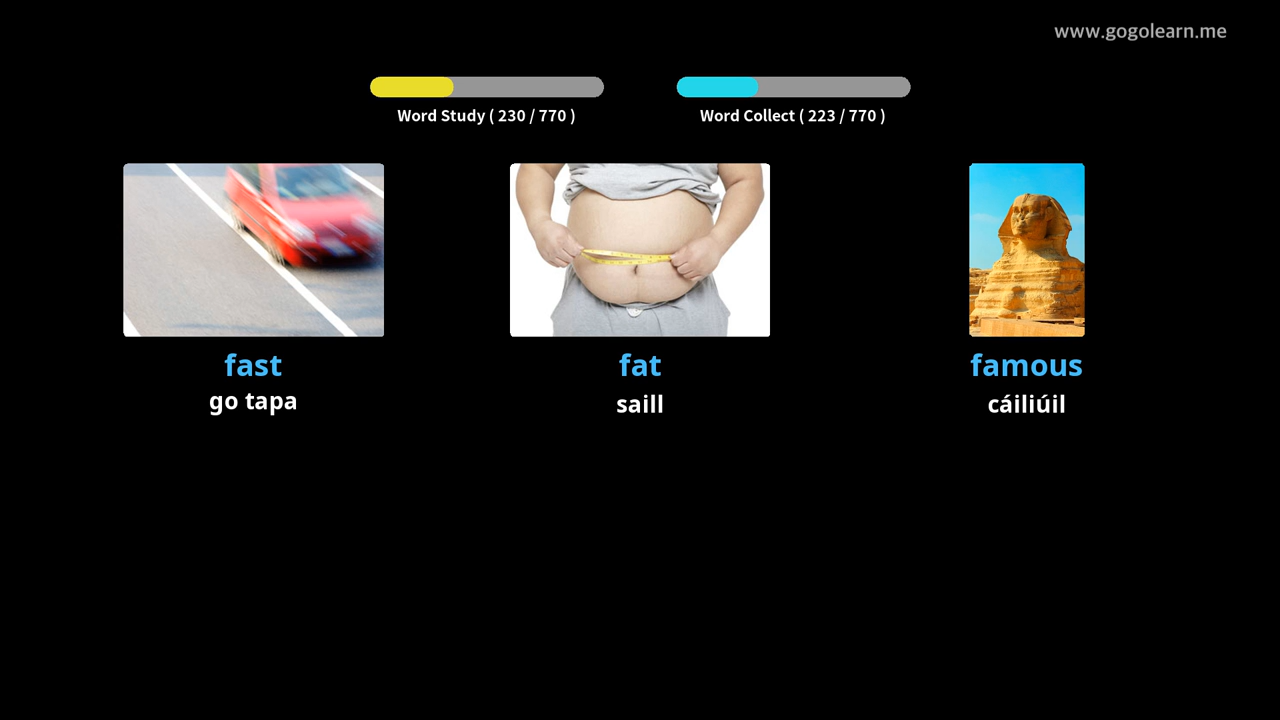 www.gogolearn.me
Word Study ( 230 / 770 )
Word Collect ( 223 / 770 )
fast
go tapa
fat
saill
famous
cáiliúil